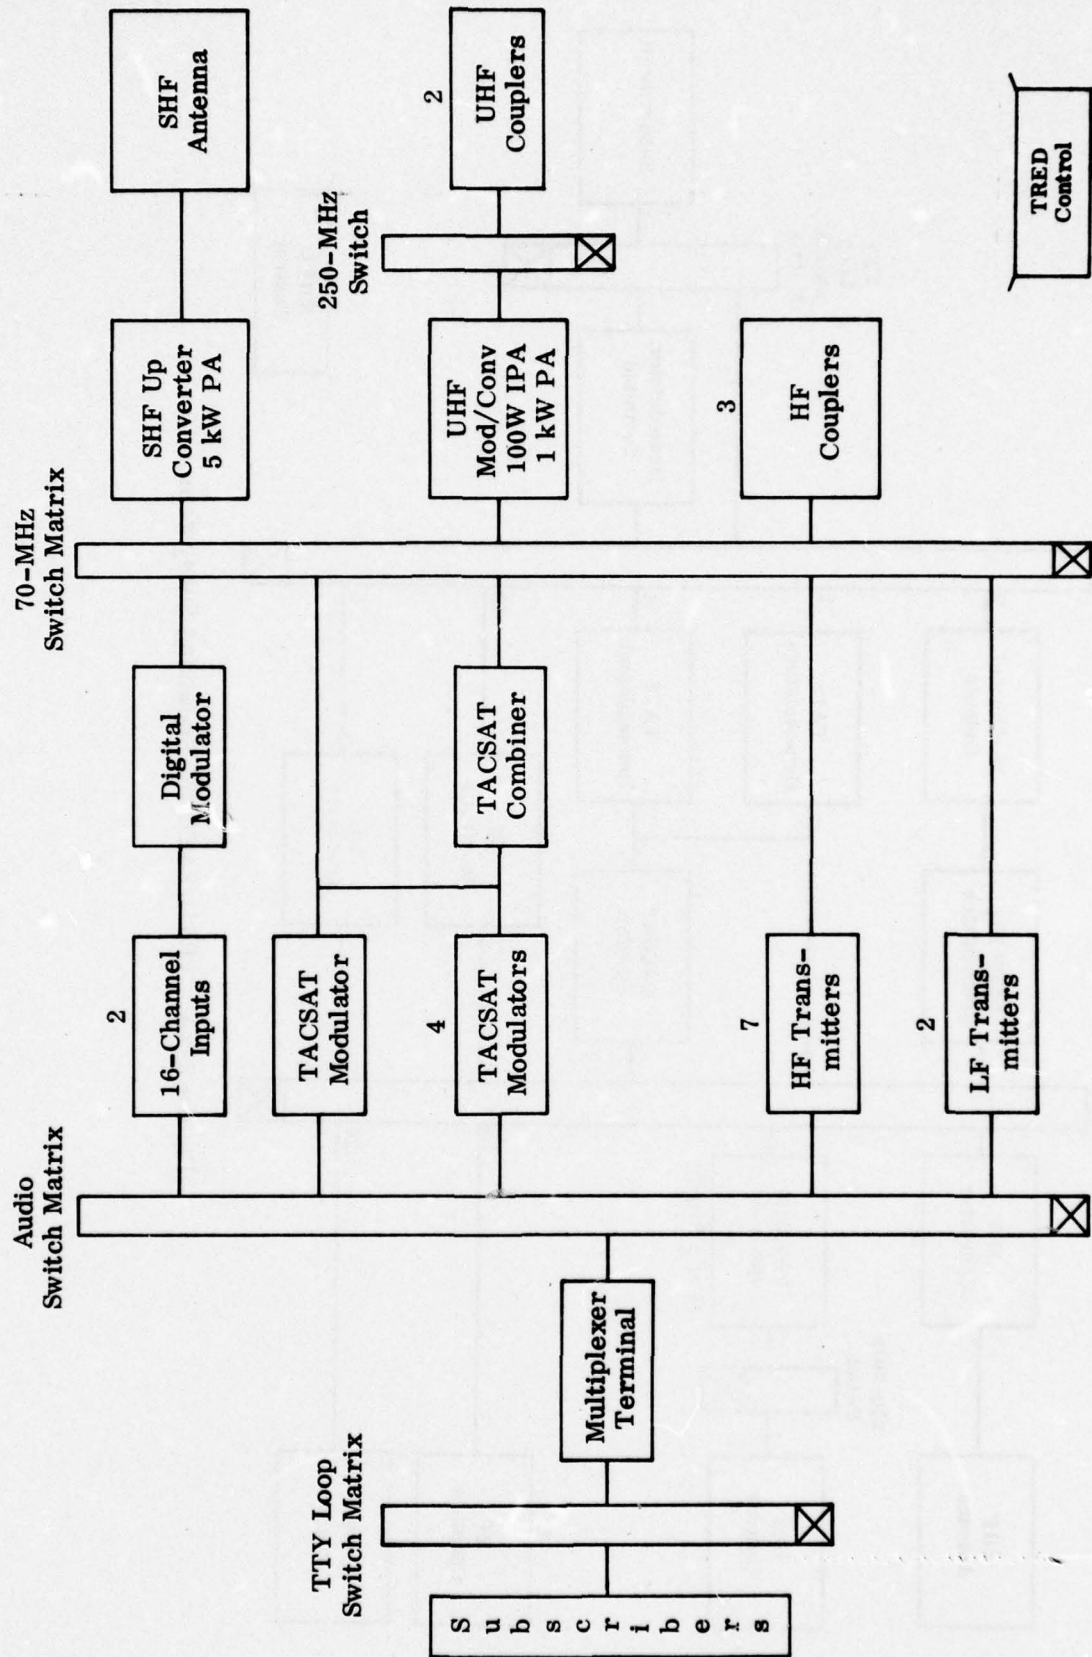 Subscribers
TTY Loop
Switch Matrix
Multiplexer
Terminal
Audio
Switch Matrix
2
16-Channel
Inputs
TACSAT
Modulator
4
TACSAT
Modulators
7
HF Trans-
mitters
2
LF Trans-
mitters
Digital
Modulator
TACSAT
Combiner
70-MHz
Switch Matrix
SHF Up
Converter
5 kW PA
UHF
Mod/Conv
100W IPA
1 kW PA
3
HF
Couplers
250-MHz
Switch
SHF
Antenna
2
UHF
Couplers
TRED
Control